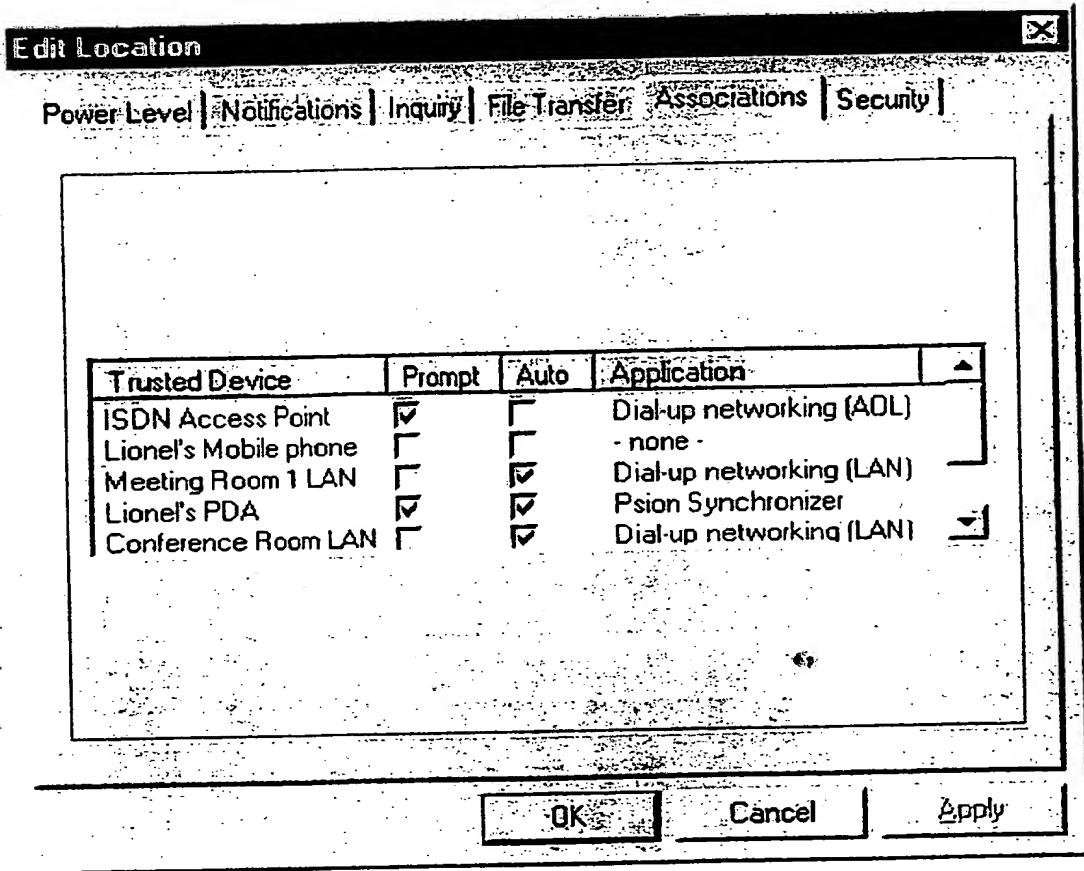 Edit Location
Power Level Notifications Inquiry File Transfer Associations Security
Trusted Device Prompt Auto Application
ISDN Access Point Dial-up networking (AOL)
Lionel's Mobile phone - none -
Meeting Room 1 LAN Dial-up networking (LAN)
Lionel's PDA Psion Synchronizer
Conference Room LAN Dial-up networking (LAN)
OK Cancel Apply